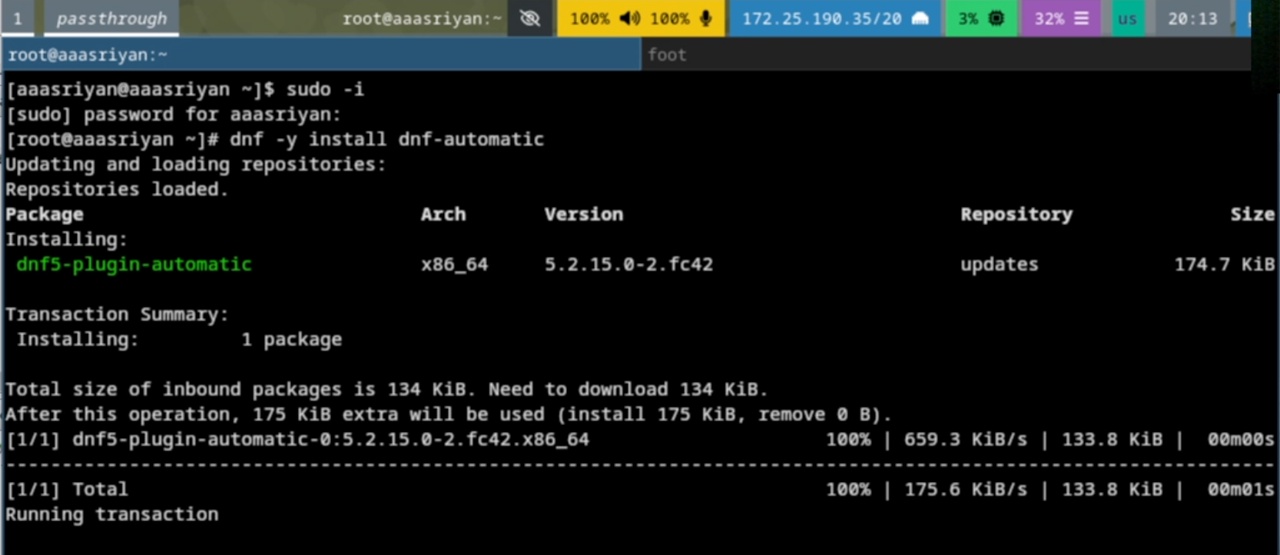 1 passthrough root@aaasriyan:~ 100% 100% 172.25.190.35/20 3% 32% us 20:13
root@aaasriyan:~ foot
[aaasriyan@aaasriyan ~]$ sudo -i
[sudo] password for aaasriyan:
[root@aaasriyan ~]# dnf -y install dnf-automatic
Updating and loading repositories:
Repositories loaded.
Package Arch Version Repository Size
Installing:
dnf5-plugin-automatic x86_64 5.2.15.0-2.fc42 updates 174.7 KiB
Transaction Summary:
Installing: 1 package
Total size of inbound packages is 134 KiB. Need to download 134 KiB.
After this operation, 175 KiB extra will be used (install 175 KiB, remove 0 B).
[1/1] dnf5-plugin-automatic-0:5.2.15.0-2.fc42.x86_64 100% | 659.3 KiB/s | 133.8 KiB | 00m00s
--------------------------------------------------------------------------------
[1/1] Total 100% | 175.6 KiB/s | 133.8 KiB | 00m01s
Running transaction